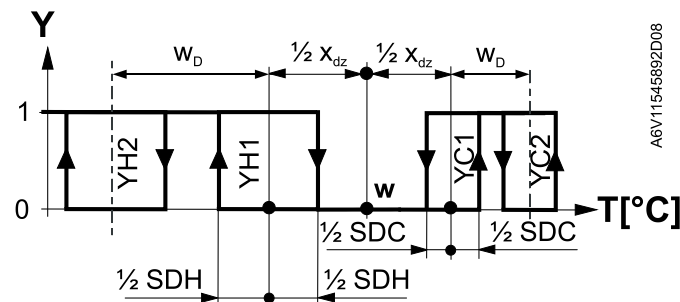 Y
w_D ½ x_dz ½ x_dz w_D
1
YH2 YH1 YC1 YC2
w
0 T[°C]
½ SDC ½ SDC
½ SDH ½ SDH
A6V11545892D08